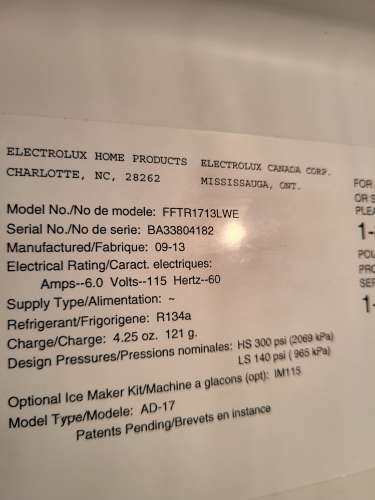 ELECTROLUX HOME PRODUCTS ELECTROLUX CANADA CORP.
CHARLOTTE, NC, 28262 MISSISSAUGA, ONT.
Model No./No de modele: FFTR1713LWE
Serial No./No de serie: BA33804182
Manufactured/Fabrique: 09-13
Electrical Rating/Caract. electriques:
Amps--6.0 Volts--115 Hertz--60
Supply Type/Alimentation: ~
Refrigerant/Frigorigene: R134a
Charge/Charge: 4.25 oz. 121 g.
Design Pressures/Pressions nominales: HS 300 psi (2069 kPa)
LS 140 psi ( 965 kPa)
Optional Ice Maker Kit/Machine a glacons (opt): IM115
Model Type/Modele: AD-17
Patents Pending/Brevets en instance
FOR
OR S
PLEA
1-
POU
PRO
SER
1-